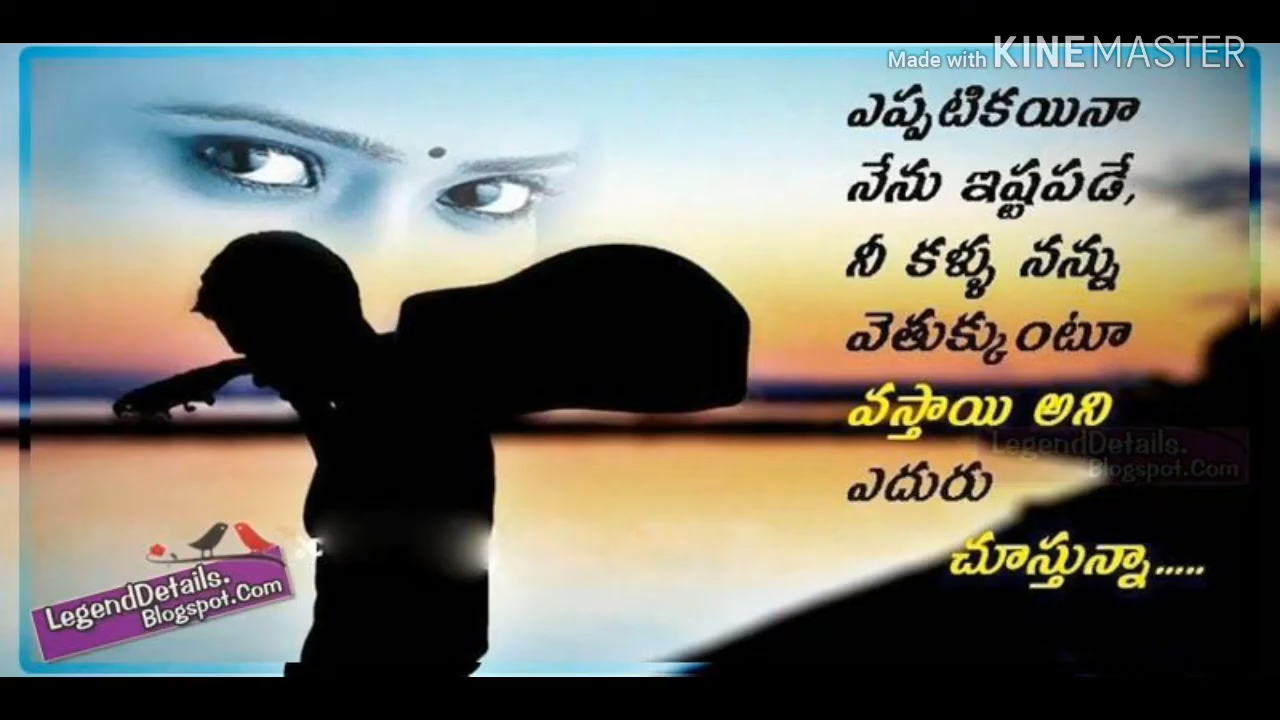 Made with KINEMASTER
ఎప్పటికయినా
నేను ఇష్టపడే,
నీ కళ్ళు నన్ను
వెతుక్కుంటూ
వస్తాయి అని
ఎదురు
చూస్తున్నా.....
LegendDetails.
Blogspot.Com
LegendDetails.
Blogspot.Com